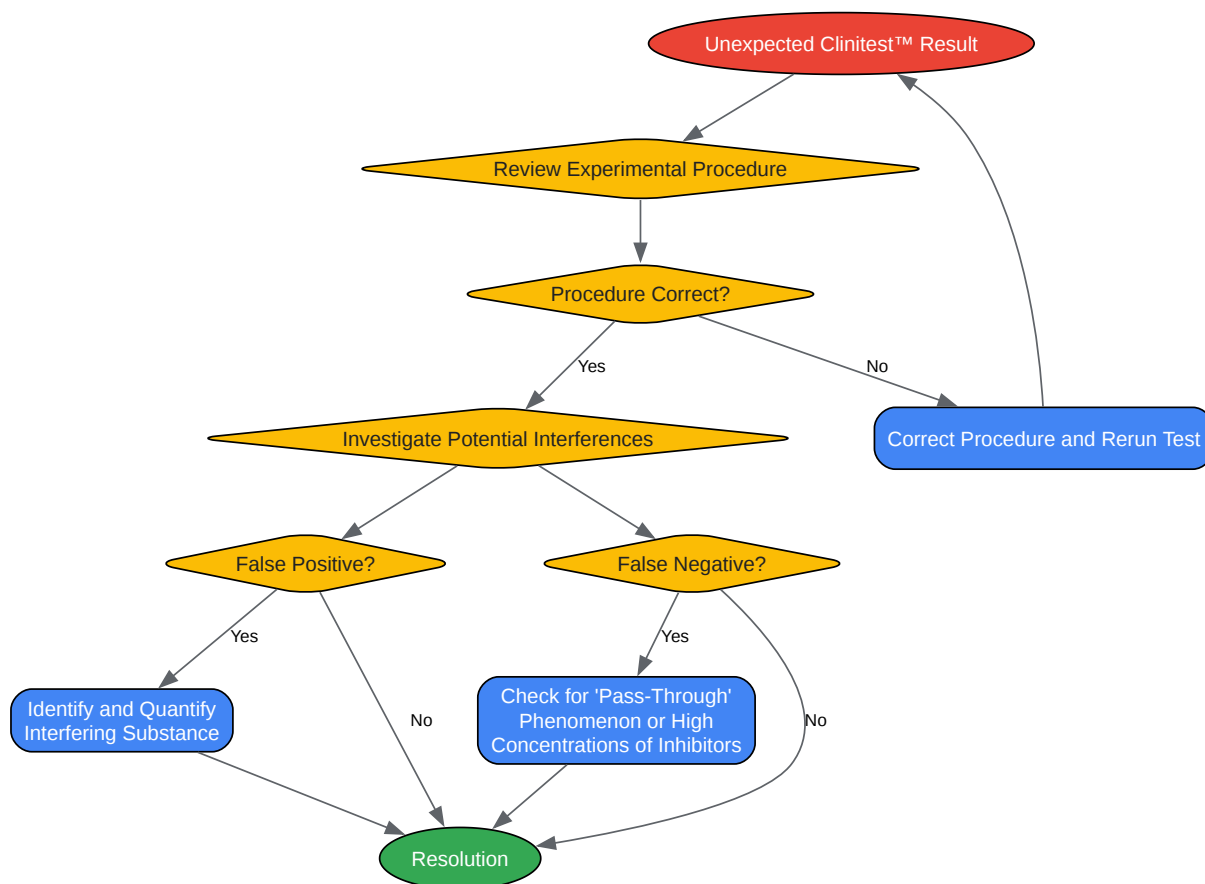 Unexpected Clinitest™ Result
Review Experimental Procedure
Procedure Correct?
Yes
No
Investigate Potential Interferences
Correct Procedure and Rerun Test
False Positive?
False Negative?
Yes
Yes
Identify and Quantify
Interfering Substance
No
Check for 'Pass-Through'
Phenomenon or High
Concentrations of Inhibitors
No
Resolution